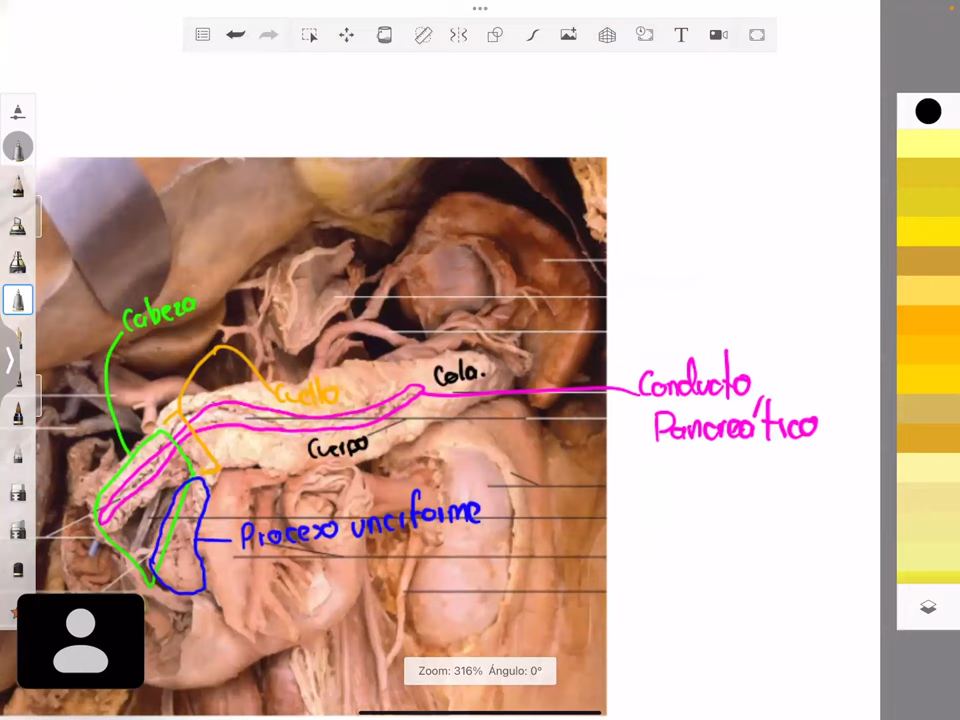 Cabeza
Cuello
Cola.
Cuerpo
Conducto
Pancreático
Proceso unciforme
Zoom: 316% Ángulo: 0°